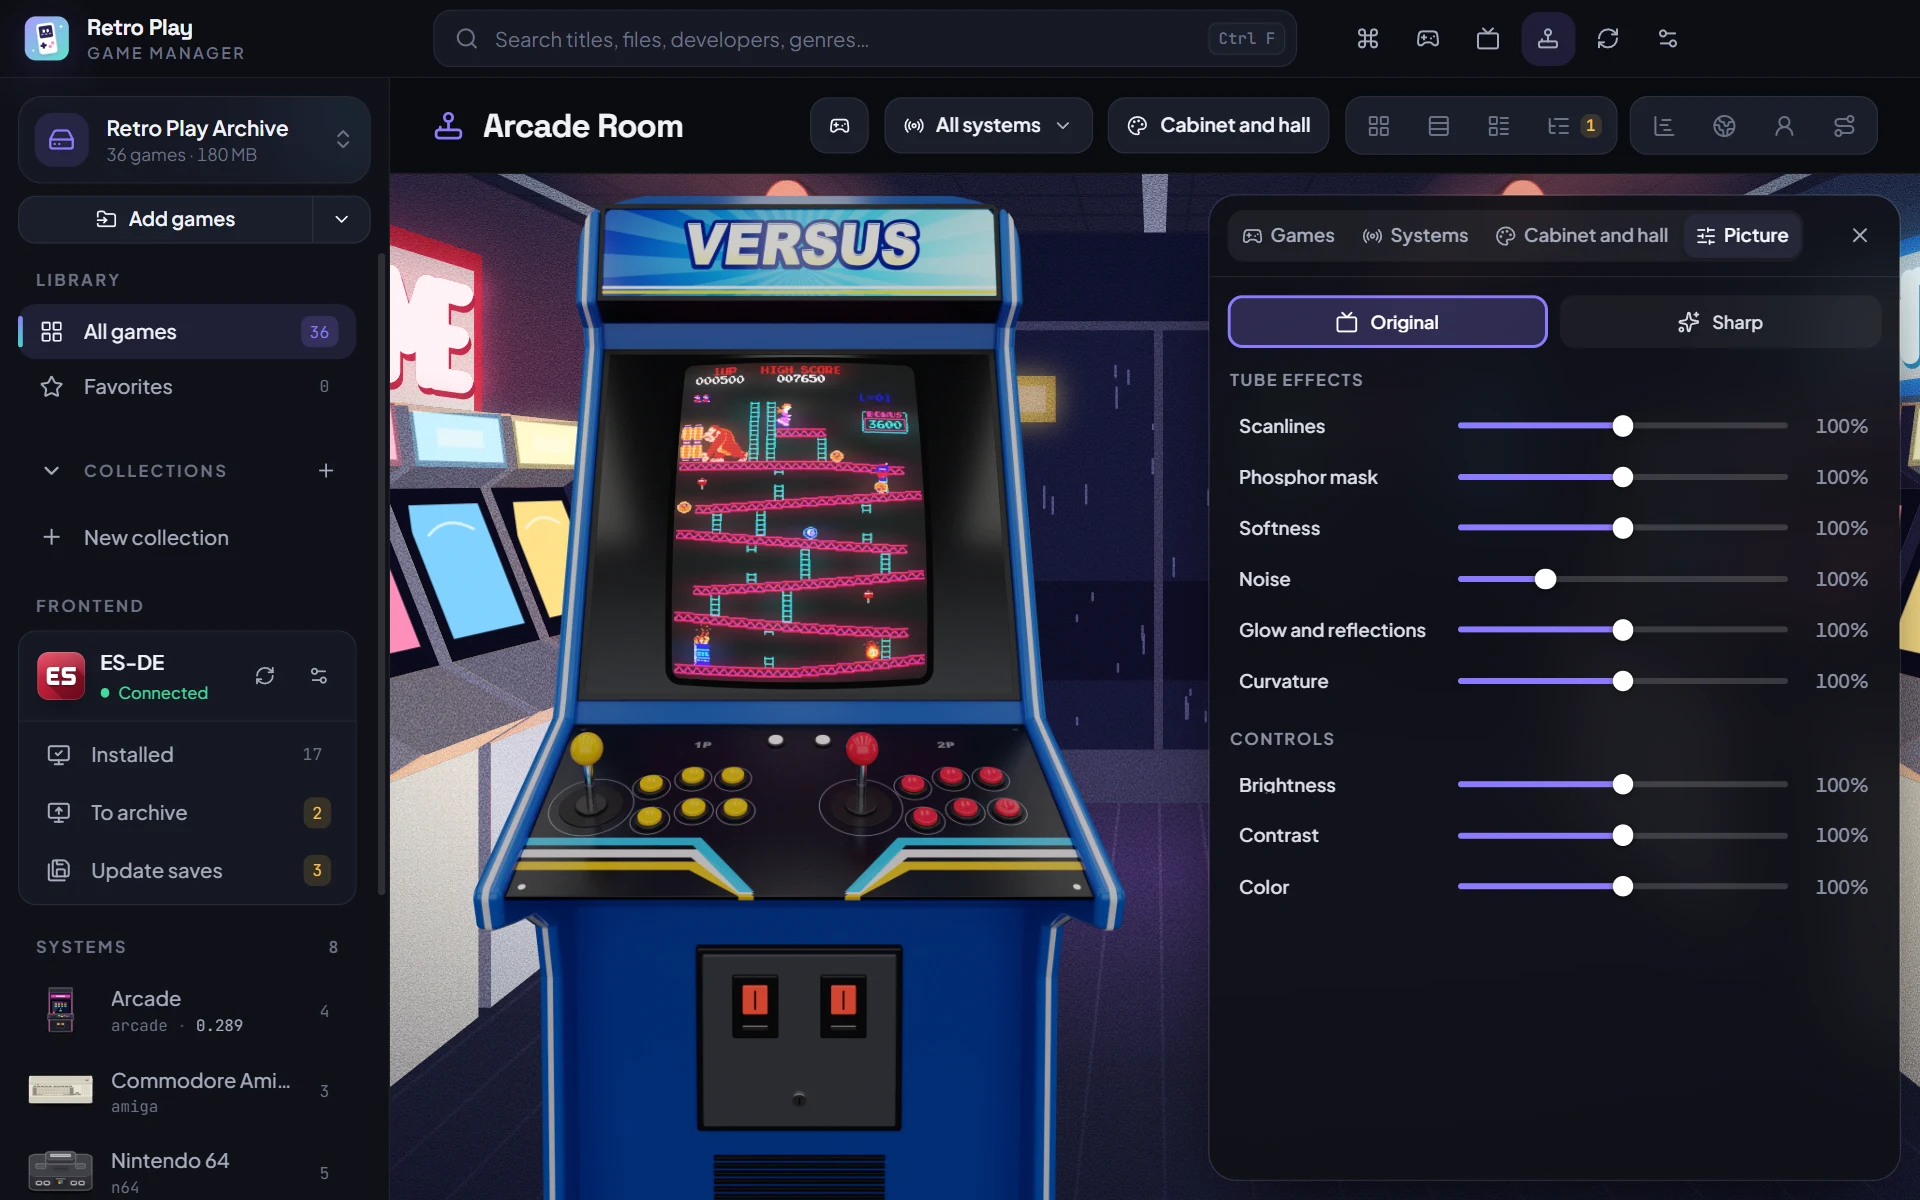 Retro Play
GAME MANAGER
Search titles, files, developers, genres...
Ctrl F
Retro Play Archive
36 games · 180 MB
Add games
LIBRARY
All games 36
Favorites 0
COLLECTIONS
New collection
FRONTEND
ES
ES-DE
Connected
Installed 17
To archive 2
Update saves 3
SYSTEMS 8
Arcade 4
arcade · 0.289
Commodore Ami... 3
amiga
Nintendo 64 5
n64
Arcade Room
All systems
Cabinet and hall
1
VERSUS
1UP HIGH SCORE
000500 007650
L=01
BONUS
3600
1P
2P
Games
Systems
Cabinet and hall
Picture
Original
Sharp
TUBE EFFECTS
Scanlines 100%
Phosphor mask 100%
Softness 100%
Noise 100%
Glow and reflections 100%
Curvature 100%
CONTROLS
Brightness 100%
Contrast 100%
Color 100%